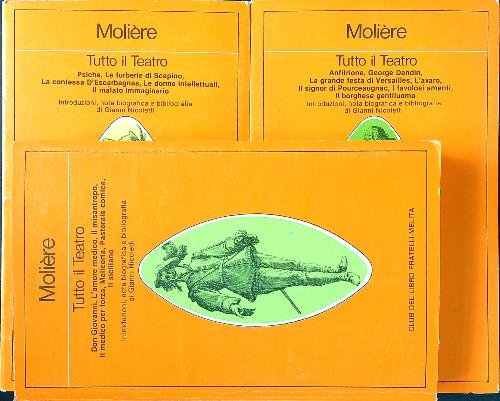 Molière
Tutto il Teatro
Psiche, Le furberie di Scapino,
La contessa D'Escarbagnas, Le donne intellettuali,
Il malato immaginario
Introduzioni, nota biografica e bibliografia
di Gianni Nicoletti
Molière
Tutto il Teatro
Anfitrione, George Dandin,
La grande festa di Versailles, L'avaro,
Il signor di Pourceaugnac, I favolosi amanti,
Il borghese gentiluomo
Introduzioni, nota biografica e bibliografia
di Gianni Nicoletti
Molière
Tutto il Teatro
Don Giovanni, L'amore medico, Il misantropo,
Il medico per forza, Melicerta, Pastorale comica,
Il siciliano
Introduzioni, nota biografica e bibliografia
di Gianni Nicoletti
CLUB DEL LIBRO FRATELLI MELITA